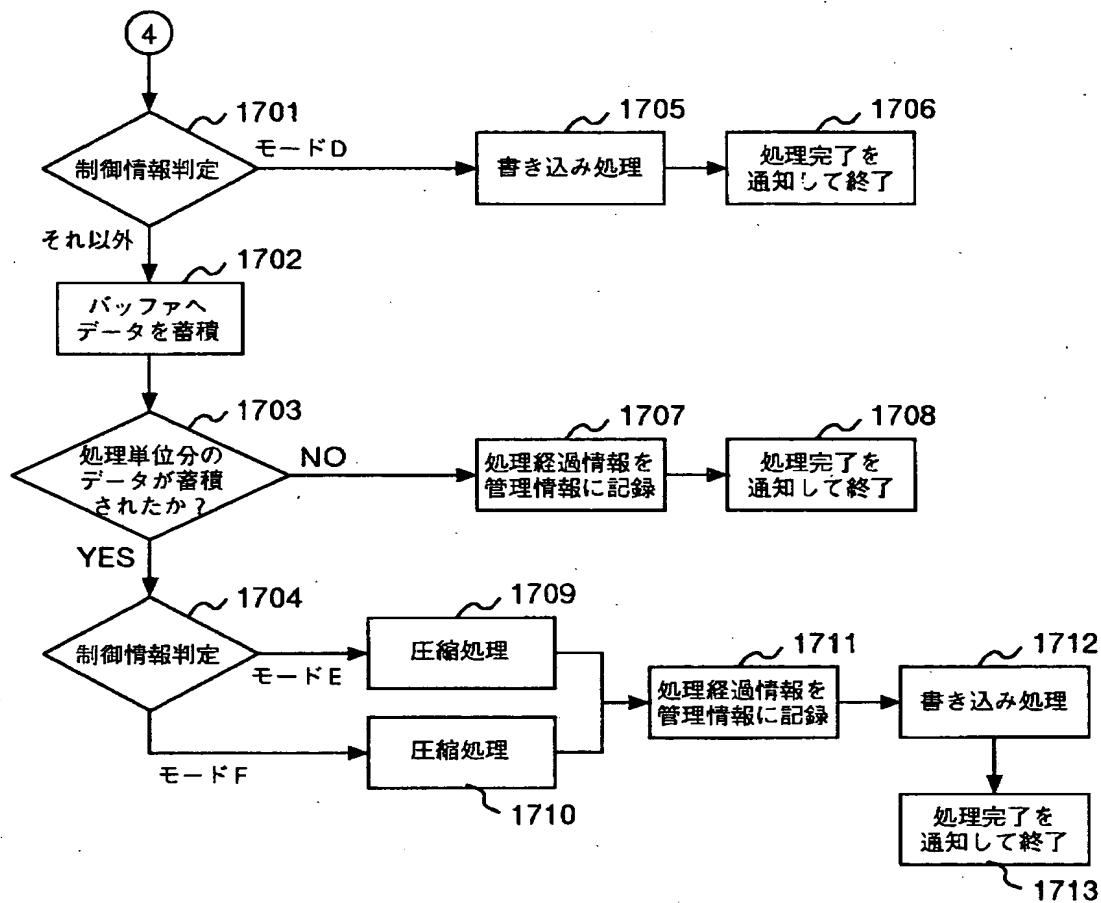 4
1701
制御情報判定
モードD
1705
書き込み処理
1706
処理完了を
通知して終了
それ以外
1702
バッファへ
データを蓄積
1703
処理単位分の
データが蓄積
されたか?
NO
1707
処理経過情報を
管理情報に記録
1708
処理完了を
通知して終了
YES
1704
制御情報判定
モードE
1709
圧縮処理
モードF
圧縮処理
1710
1711
処理経過情報を
管理情報に記録
1712
書き込み処理
処理完了を
通知して終了
1713